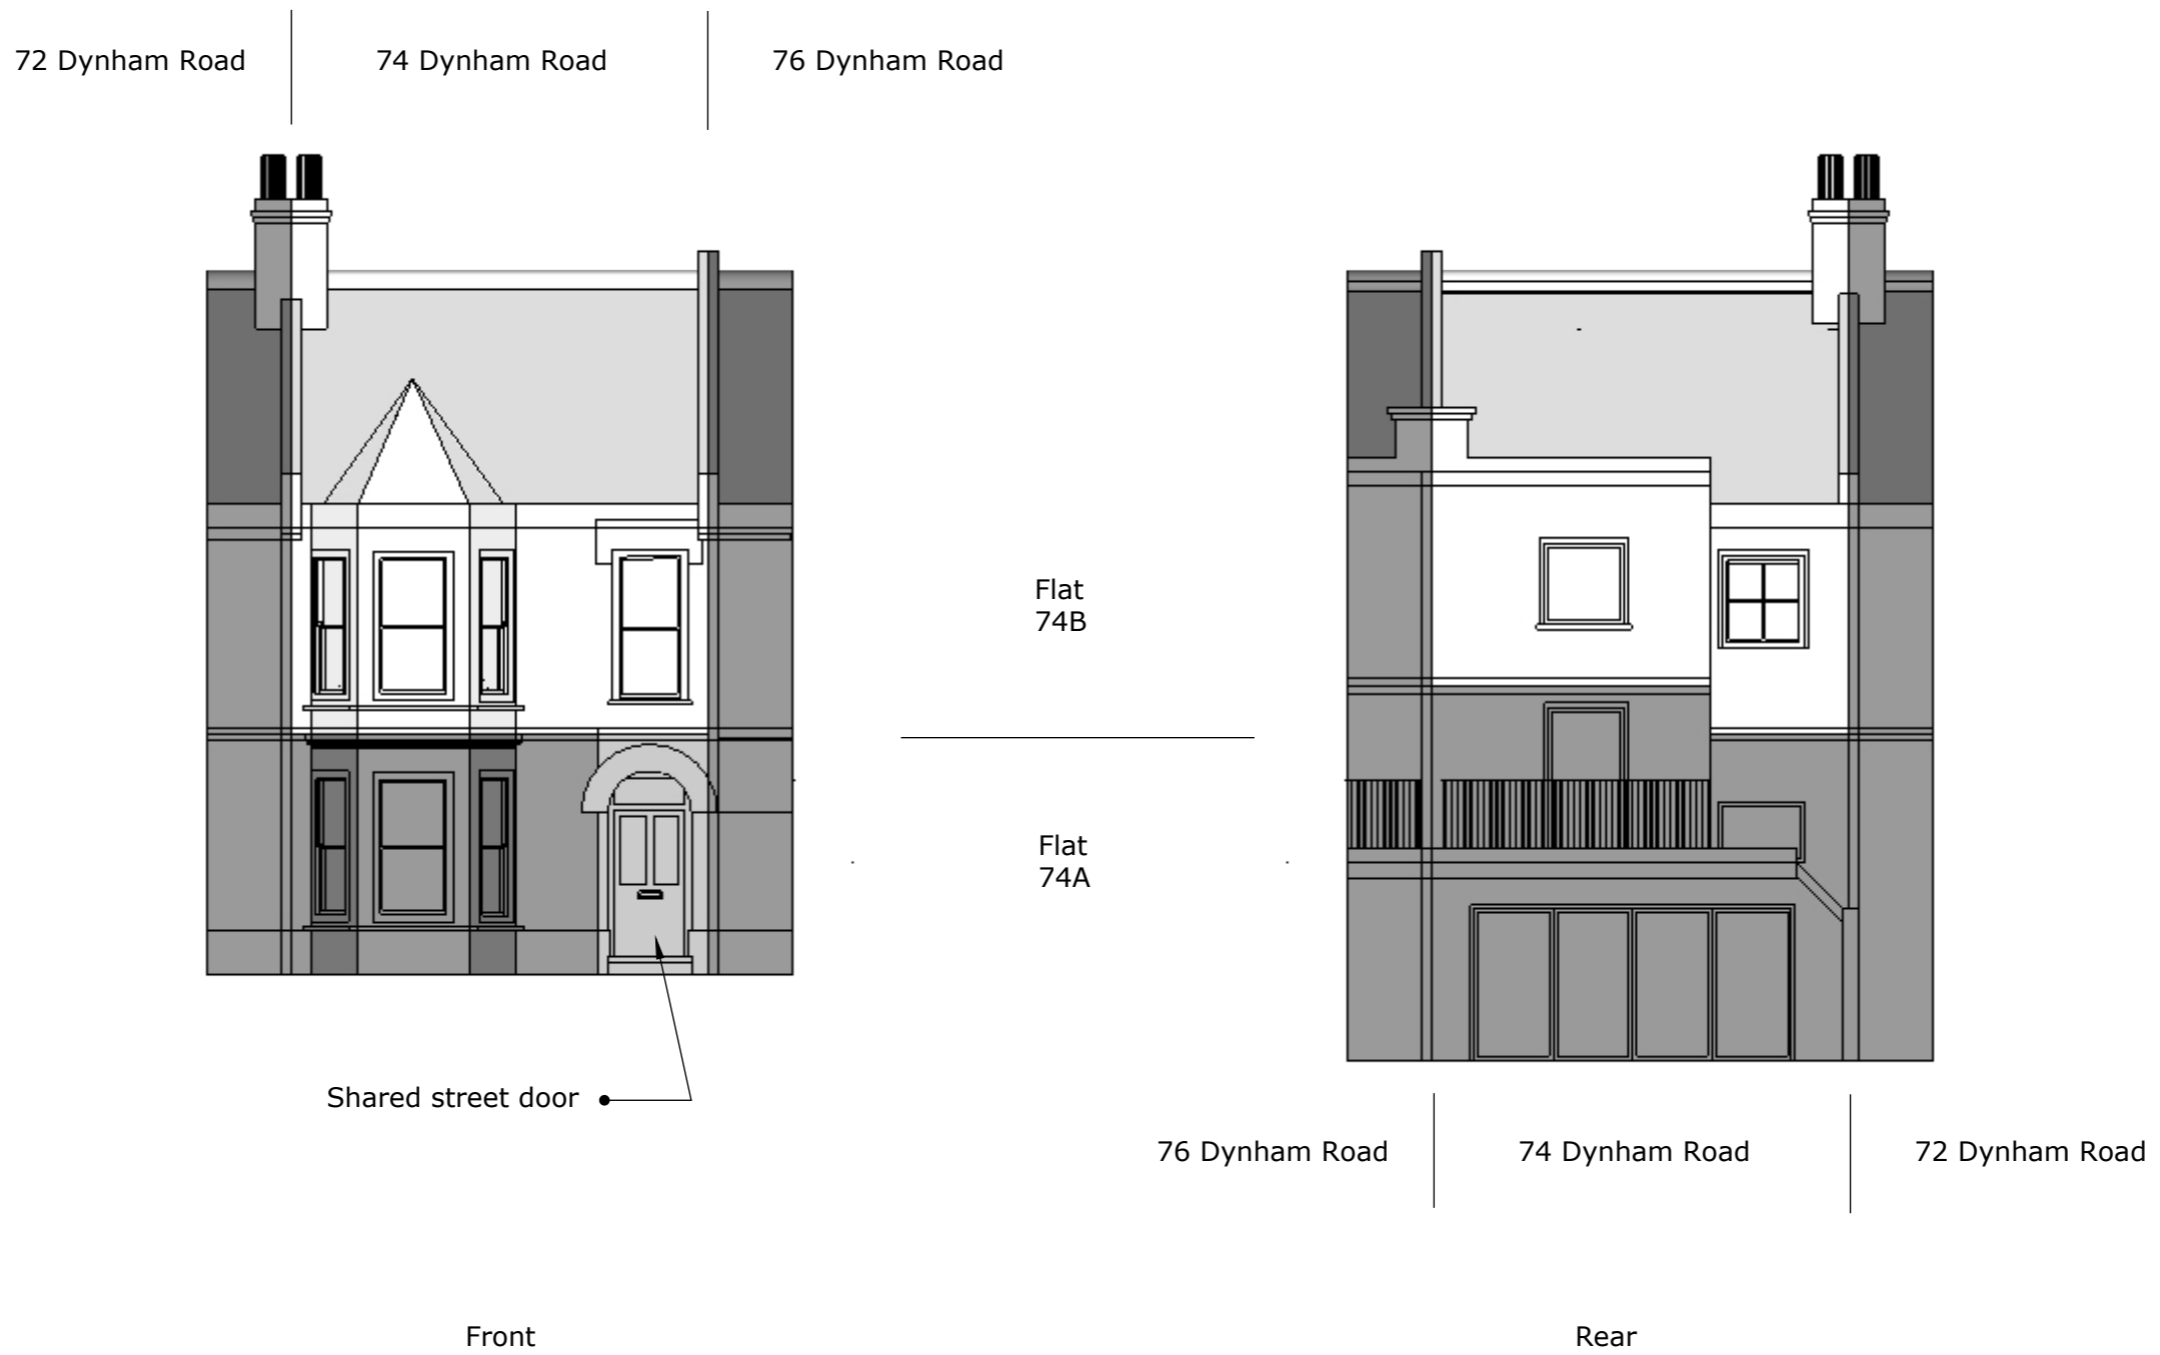 72 Dynham Road
74 Dynham Road
76 Dynham Road
Flat
74B
Flat
74A
Shared street door
76 Dynham Road
74 Dynham Road
72 Dynham Road
Front
Rear